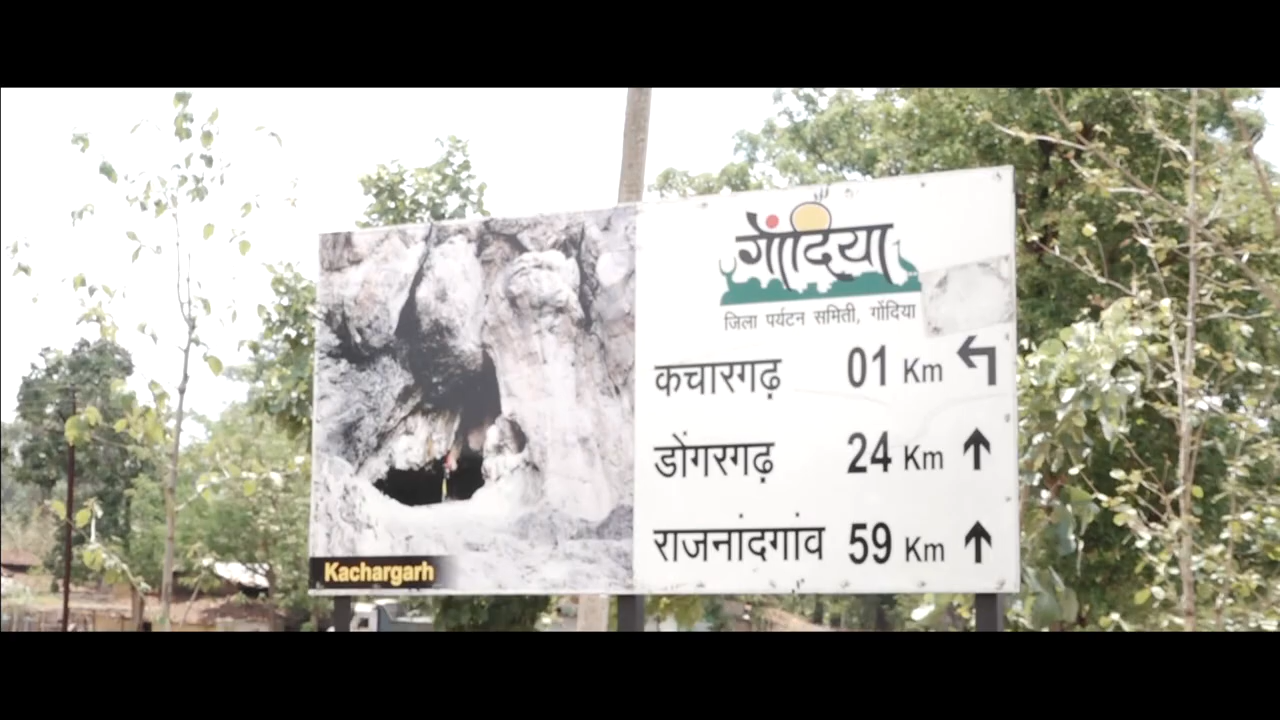 Kachargarh
गोंदिया
जिला पर्यटन समिती, गोंदिया
कचारगढ़ 01 Km
डोंगरगढ़ 24 Km
राजनांदगांव 59 Km